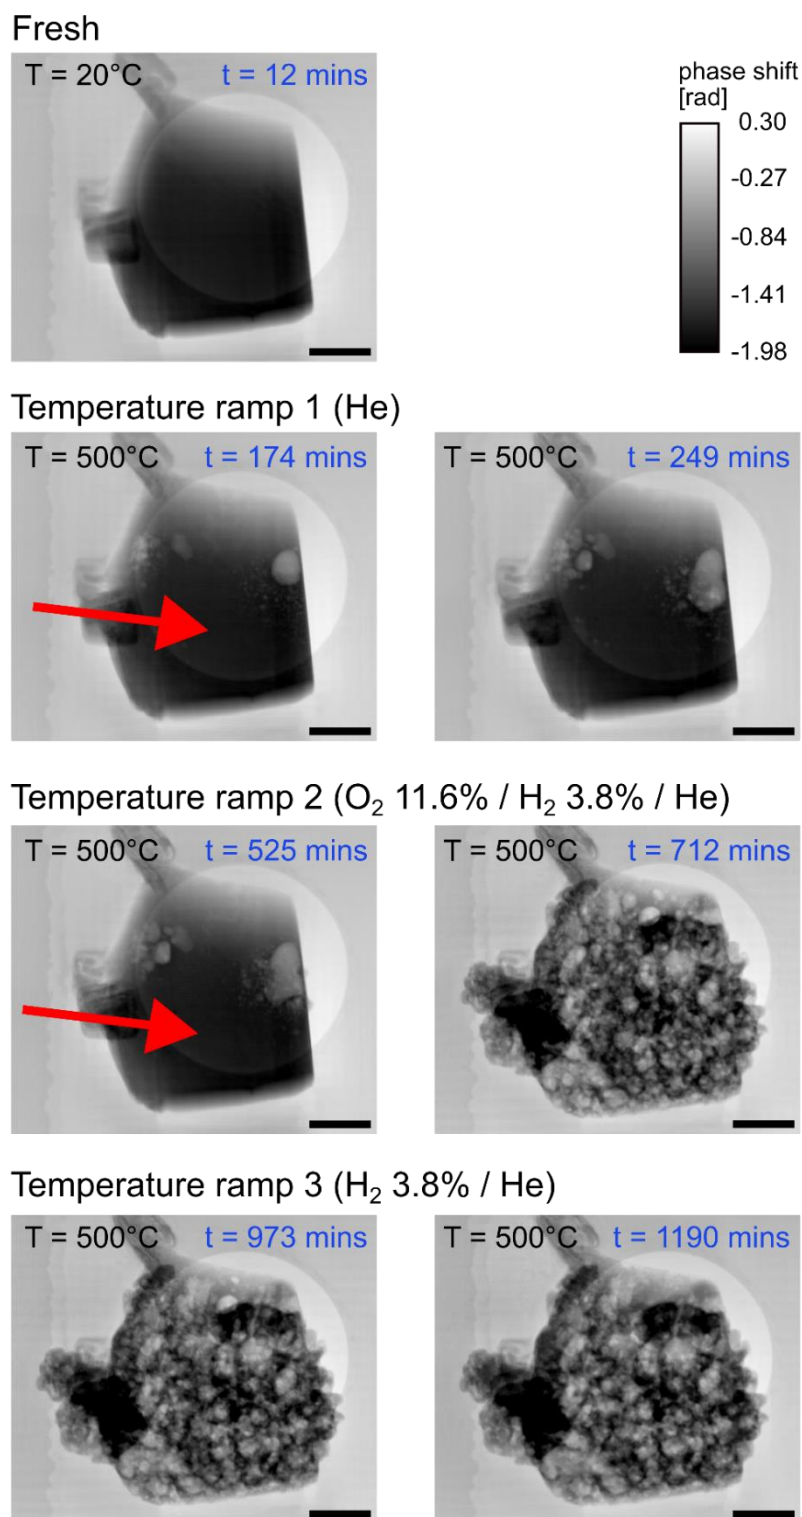 Fresh
T = 20°C t = 12 mins
phase shift
[rad]
0.30
-0.27
-0.84
-1.41
-1.98
Temperature ramp 1 (He)
T = 500°C t = 174 mins
T = 500°C t = 249 mins
Temperature ramp 2 (O₂ 11.6% / H₂ 3.8% / He)
T = 500°C t = 525 mins
T = 500°C t = 712 mins
Temperature ramp 3 (H₂ 3.8% / He)
T = 500°C t = 973 mins
T = 500°C t = 1190 mins